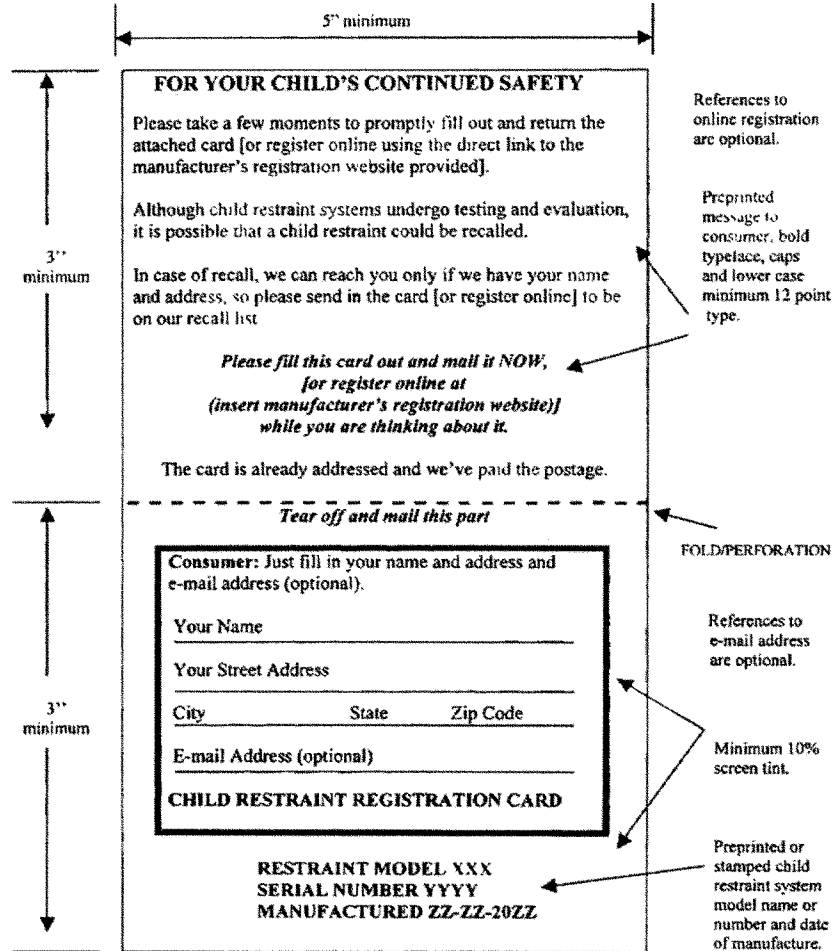 5" minimum
FOR YOUR CHILD'S CONTINUED SAFETY
Please take a few moments to promptly fill out and return the
attached card [or register online using the direct link to the
manufacturer's registration website provided].
Although child restraint systems undergo testing and evaluation,
it is possible that a child restraint could be recalled.
In case of recall, we can reach you only if we have your name
and address, so please send in the card [or register online] to be
on our recall list
Please fill this card out and mail it NOW,
[or register online at
(insert manufacturer's registration website)]
while you are thinking about it.
The card is already addressed and we've paid the postage.
3"
minimum
References to
online registration
are optional.
Preprinted
message to
consumer, bold
typeface, caps
and lower case
minimum 12 point
type.
Tear off and mail this part
FOLD/PERFORATION
Consumer: Just fill in your name and address and
e-mail address (optional).
Your Name
Your Street Address
City State Zip Code
E-mail Address (optional)
CHILD RESTRAINT REGISTRATION CARD
RESTRAINT MODEL XXX
SERIAL NUMBER YYYY
MANUFACTURED ZZ-ZZ-20ZZ
3"
minimum
References to
e-mail address
are optional.
Minimum 10%
screen tint.
Preprinted or
stamped child
restraint system
model name or
number and date
of manufacture.